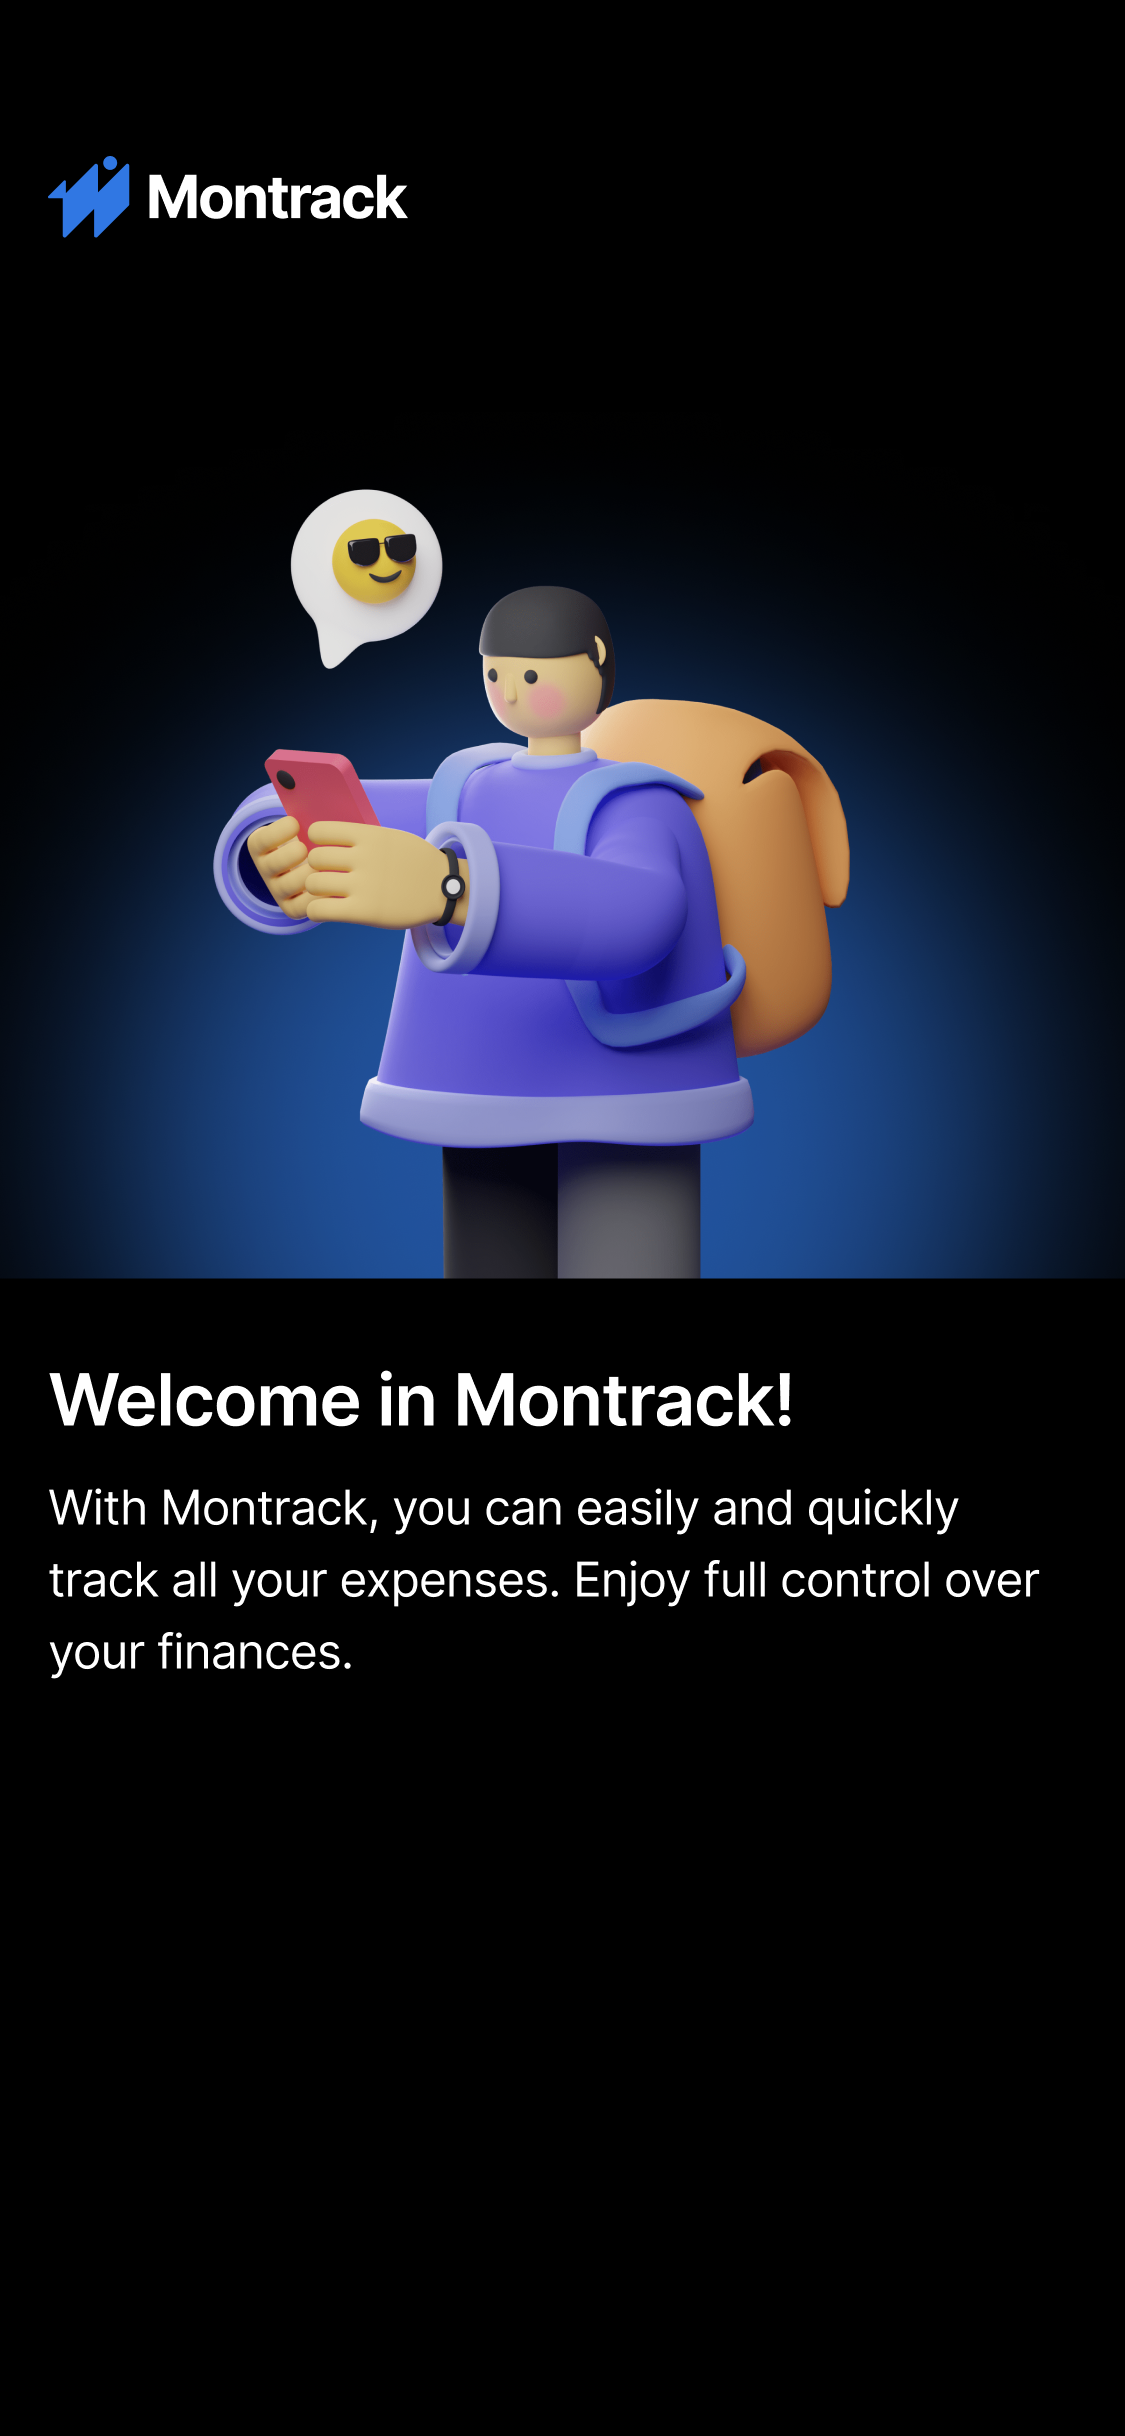 Montrack
Welcome in Montrack!
With Montrack, you can easily and quickly
track all your expenses. Enjoy full control over
your finances.